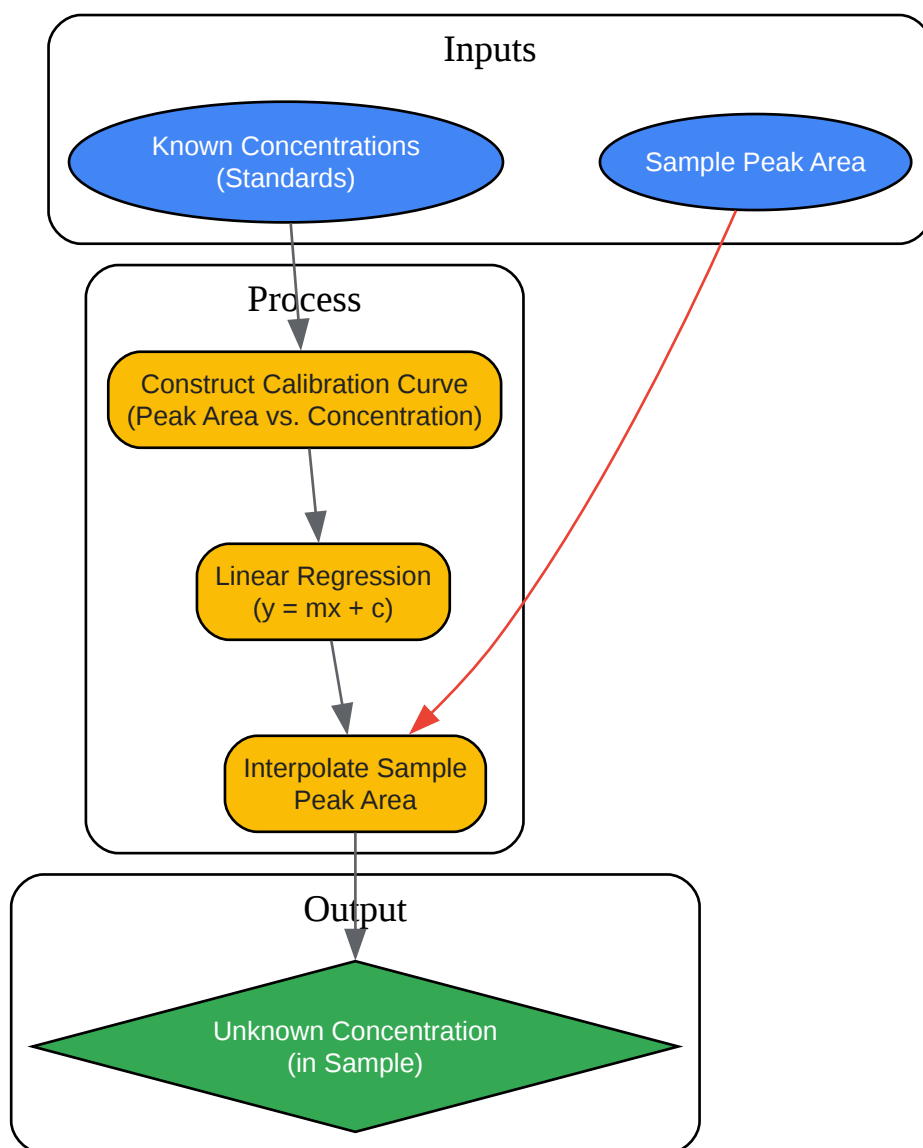 Inputs
Known Concentrations
(Standards)
Sample Peak Area
Process
Construct Calibration Curve
(Peak Area vs. Concentration)
Linear Regression
(y = mx + c)
Interpolate Sample
Peak Area
Output
Unknown Concentration
(in Sample)